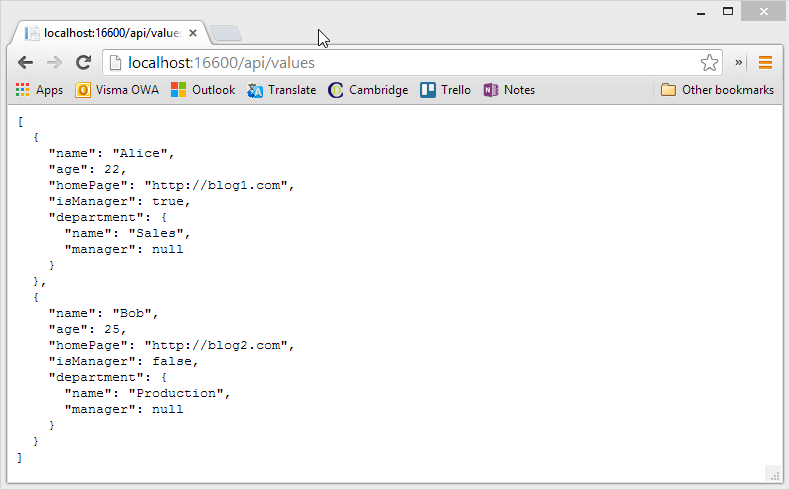 localhost:16600/api/value
localhost:16600/api/values
Apps Visma OWA Outlook Translate Cambridge Trello Notes Other bookmarks
[
  {
    "name": "Alice",
    "age": 22,
    "homePage": "http://blog1.com",
    "isManager": true,
    "department": {
      "name": "Sales",
      "manager": null
    }
  },
  {
    "name": "Bob",
    "age": 25,
    "homePage": "http://blog2.com",
    "isManager": false,
    "department": {
      "name": "Production",
      "manager": null
    }
  }
]